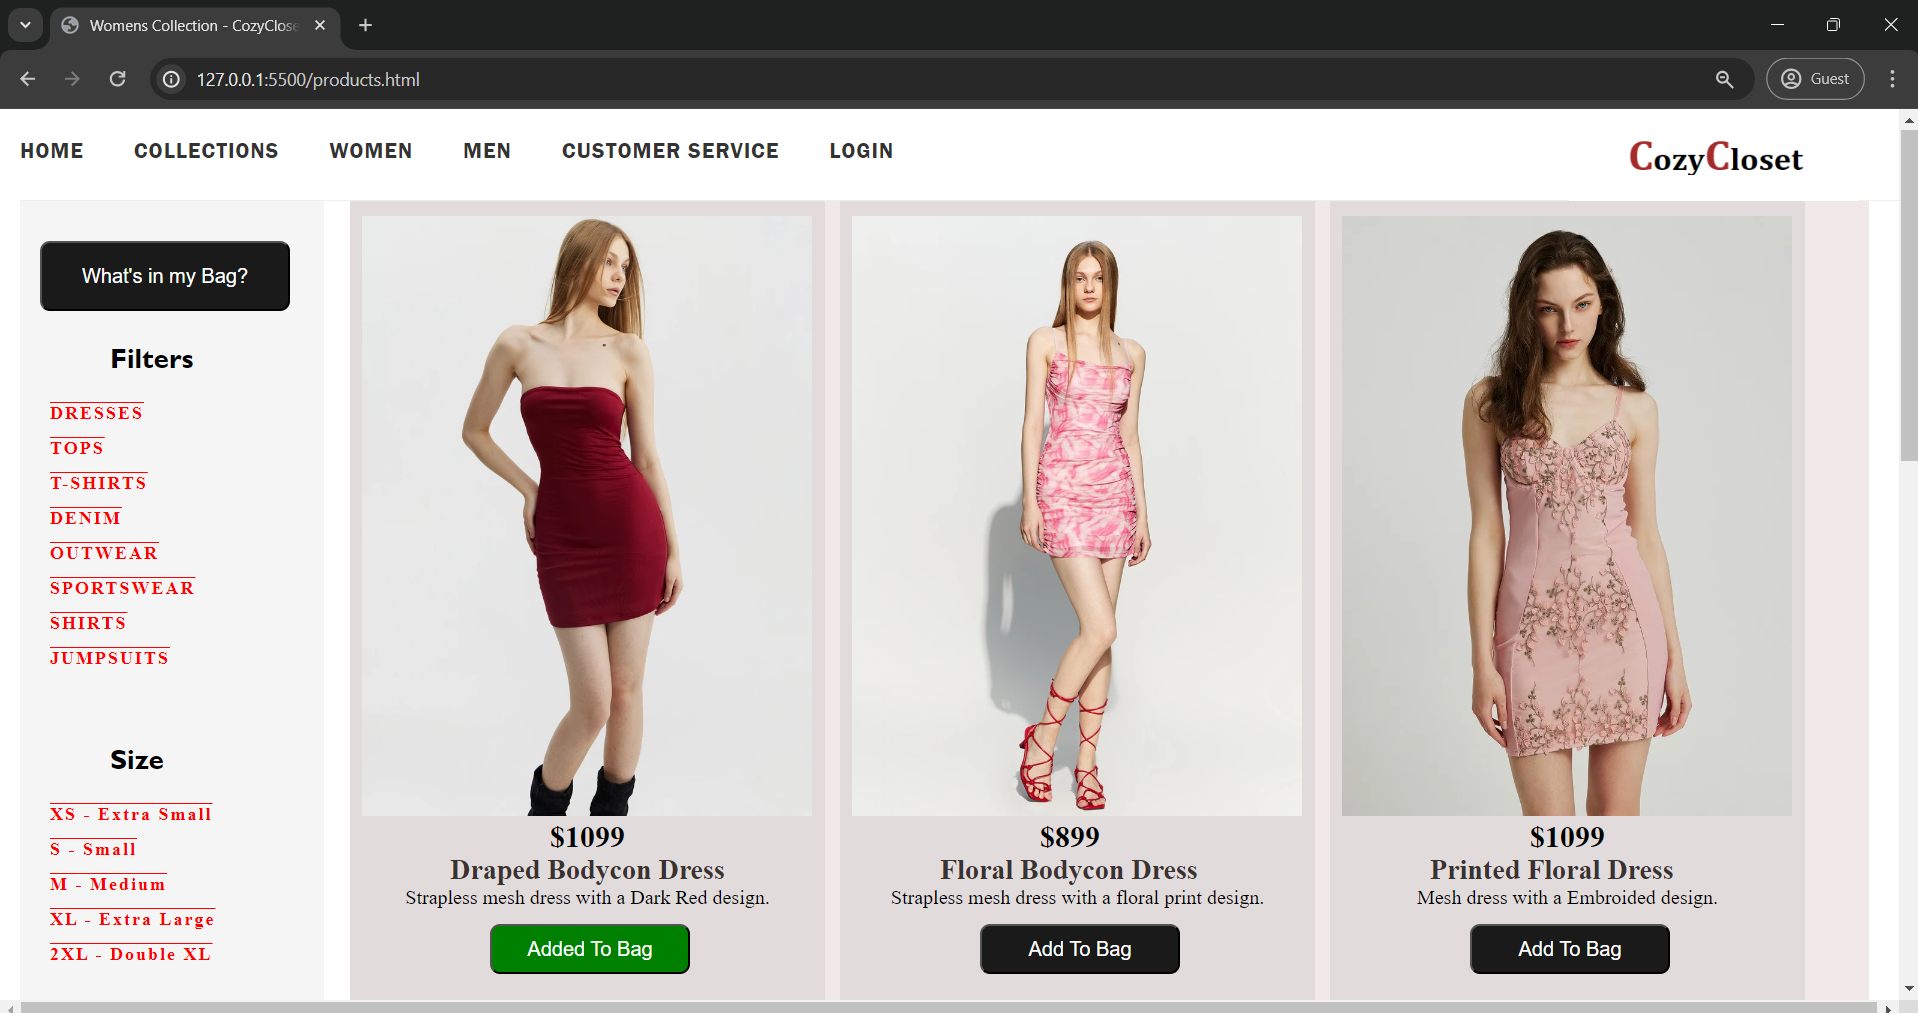 Womens Collection - CozyClose
127.0.0.1:5500/products.html
Guest
HOME COLLECTIONS WOMEN MEN CUSTOMER SERVICE LOGIN
CozyCloset
What's in my Bag?
Filters
DRESSES
TOPS
T-SHIRTS
DENIM
OUTWEAR
SPORTSWEAR
SHIRTS
JUMPSUITS
Size
XS - Extra Small
S - Small
M - Medium
XL - Extra Large
2XL - Double XL
$1099
Draped Bodycon Dress
Strapless mesh dress with a Dark Red design.
Added To Bag
$899
Floral Bodycon Dress
Strapless mesh dress with a floral print design.
Add To Bag
$1099
Printed Floral Dress
Mesh dress with a Embroided design.
Add To Bag